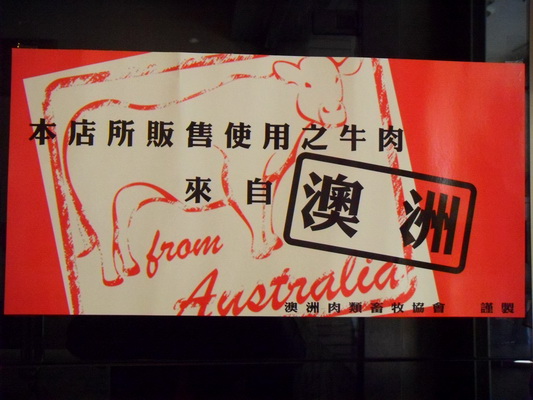 本店所販售使用之牛肉
來自澳洲
from
Australia
澳洲肉類畜牧協會 謹製